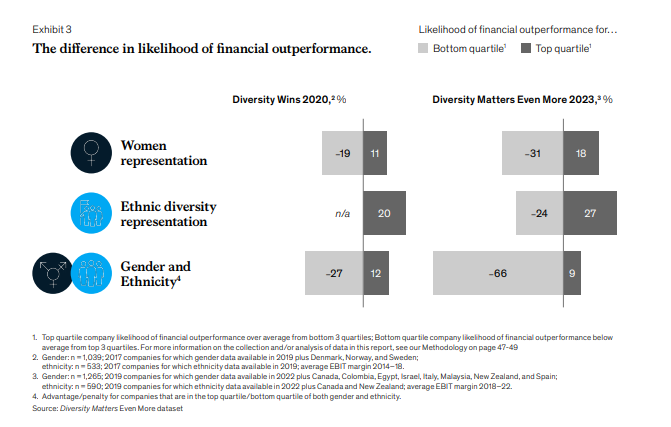 Exhibit 3
The difference in likelihood of financial outperformance.
Likelihood of financial outperformance for…
Bottom quartile¹ Top quartile¹
Diversity Wins 2020,² % Diversity Matters Even More 2023,³ %
Women
representation
–19 11 –31 18
Ethnic diversity
representation
n/a 20 –24 27
Gender and
Ethnicity⁴
–27 12 –66 9
1. Top quartile company likelihood of financial outperformance over average from bottom 3 quartiles; Bottom quartile company likelihood of financial outperformance below
average from top 3 quartiles. For more information on the collection and/or analysis of data in this report, see our Methodology on page 47-49
2. Gender: n = 1,039; 2017 companies for which gender data available in 2019 plus Denmark, Norway, and Sweden;
ethnicity: n = 533; 2017 companies for which ethnicity data available in 2019; average EBIT margin 2014–18.
3. Gender: n = 1,265; 2019 companies for which gender data available in 2022 plus Canada, Colombia, Egypt, Israel, Italy, Malaysia, New Zealand, and Spain;
ethnicity: n = 590; 2019 companies for which ethnicity data available in 2022 plus Canada and New Zealand; average EBIT margin 2018–22.
4. Advantage/penalty for companies that are in the top quartile/bottom quartile of both gender and ethnicity.
Source: Diversity Matters Even More dataset